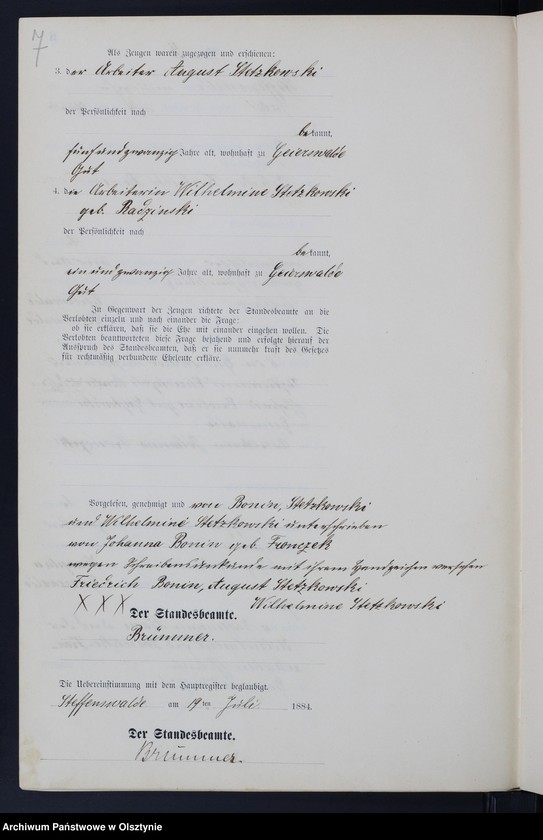 7
Als Zeugen waren zugezogen und erschienen:
3. der Arbeiter August Stetzkowski
der Persönlichkeit nach
bekannt,
fünfundzwanzig Jahre alt, wohnhaft zu Geierswalde
Gut
4. die Arbeiterin Wilhelmine Stetzkowski
geb. Radzinski
der Persönlichkeit nach
bekannt,
einundzwanzig Jahre alt, wohnhaft zu Geierswalde
Gut
In Gegenwart der Zeugen richtete der Standesbeamte an die
Verlobten einzeln und nach einander die Frage:
ob sie erklären, daß sie die Ehe mit einander eingehen wollen. Die
Verlobten beantworteten diese Frage bejahend und erfolgte hierauf der
Ausspruch des Standesbeamten, daß er sie nunmehr kraft des Gesetzes
für rechtmäßig verbundene Eheleute erkläre.
Vorgelesen, genehmigt und von Bonin, Stetzkowski
und Wilhelmine Stetzkowski unterschrieben
von Johanna Bonin geb. Fronczek
wegen Schreibensunkunde mit ihrem Handzeichen versehen
Friedrich Bonin, August Stetzkowski
XXX Wilhelmine Stetzkowski
Der Standesbeamte.
Brümmer.
Die Uebereinstimmung mit dem Hauptregister beglaubigt.
Steffenswalde am 19ten Juli 1884.
Der Standesbeamte.
Brümmer.
Archiwum Państwowe w Olsztynie